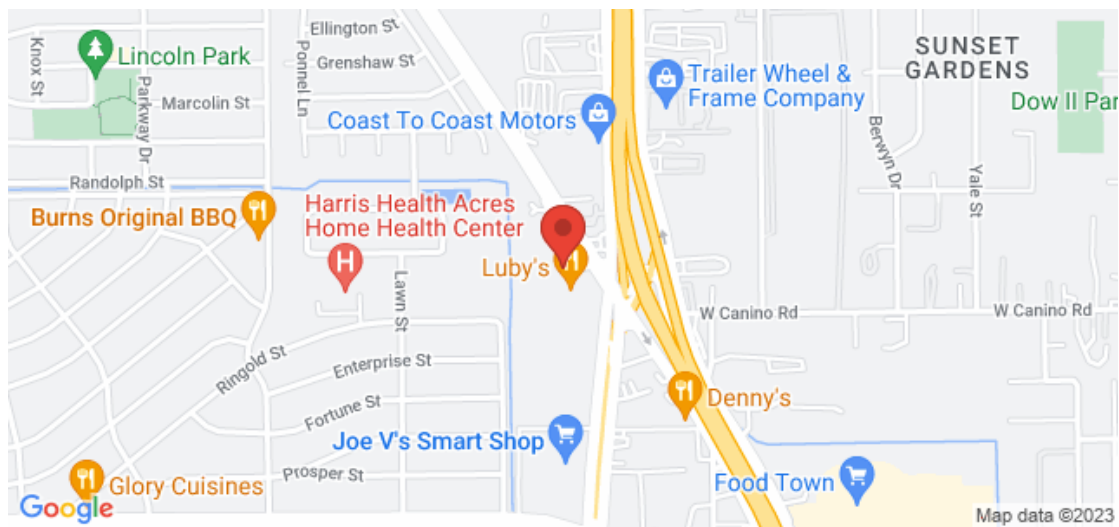 Ellington St
Knox St
Ponnel Ln
Lincoln Park
Grenshaw St
Parkway Dr
Marcolin St
Coast To Coast Motors
Trailer Wheel &
Frame Company
SUNSET
GARDENS
Dow II Par
Berwyn Dr
Yale St
Randolph St
Burns Original BBQ
Harris Health Acres
Home Health Center
H
Luby's
Lawn St
W Canino Rd
W Canino Rd
Ringold St
Enterprise St
Fortune St
Denny's
Joe V's Smart Shop
Prosper St
Glory Cuisines
Food Town
Google
Map data ©2023